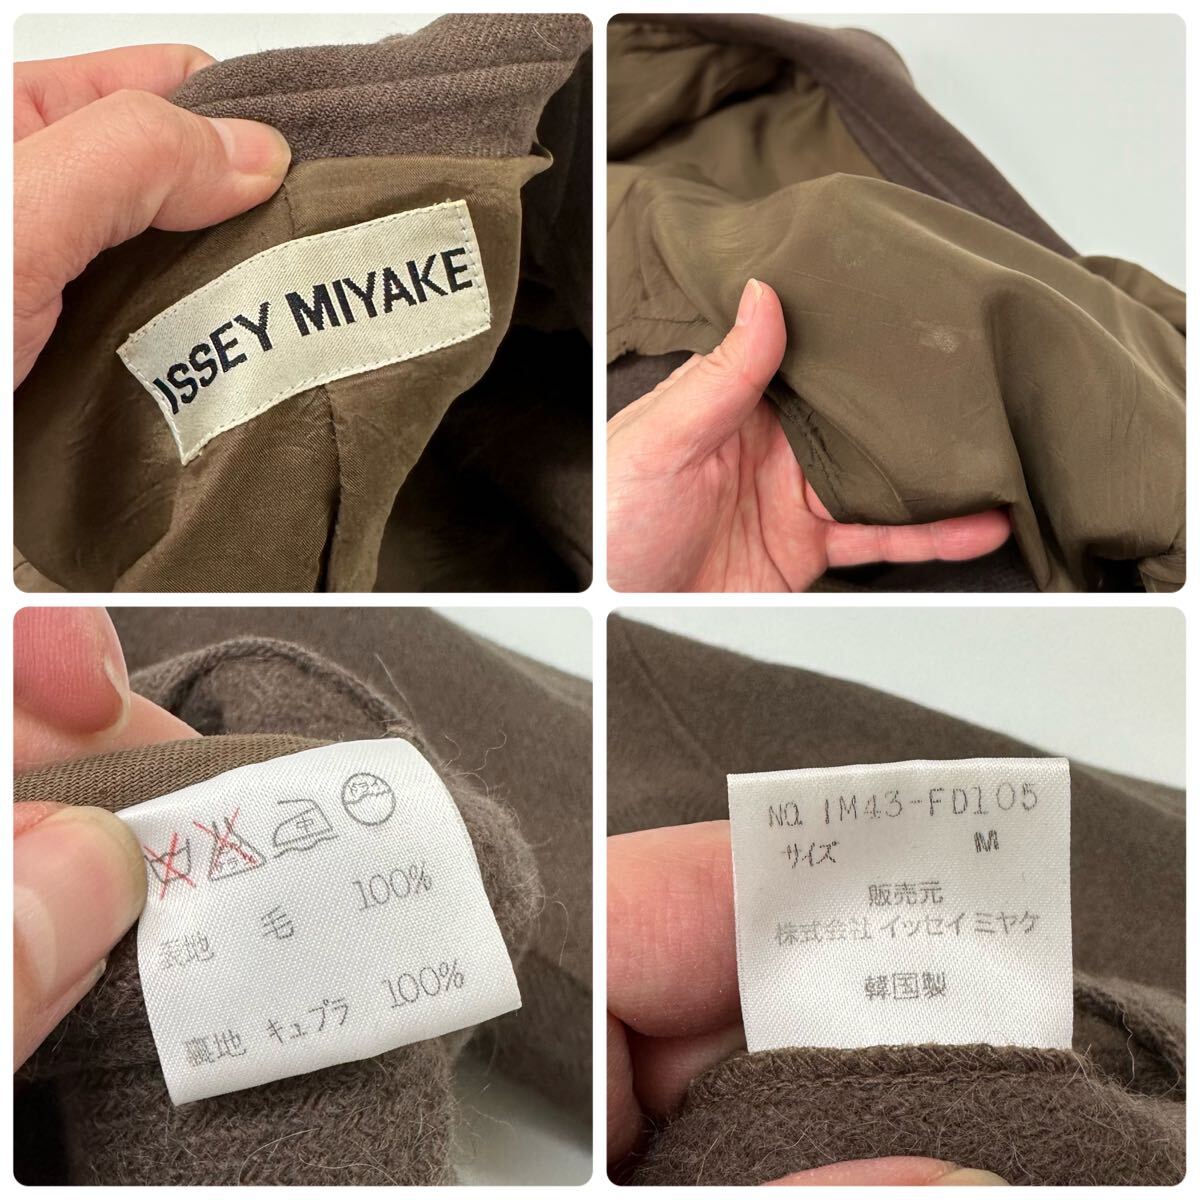 ISSEY MIYAKE
表地 毛 100%
裏地 キュプラ 100%
NO. IM43-FD105
サイズ M
販売元
株式会社 イッセイ ミヤケ
韓国製